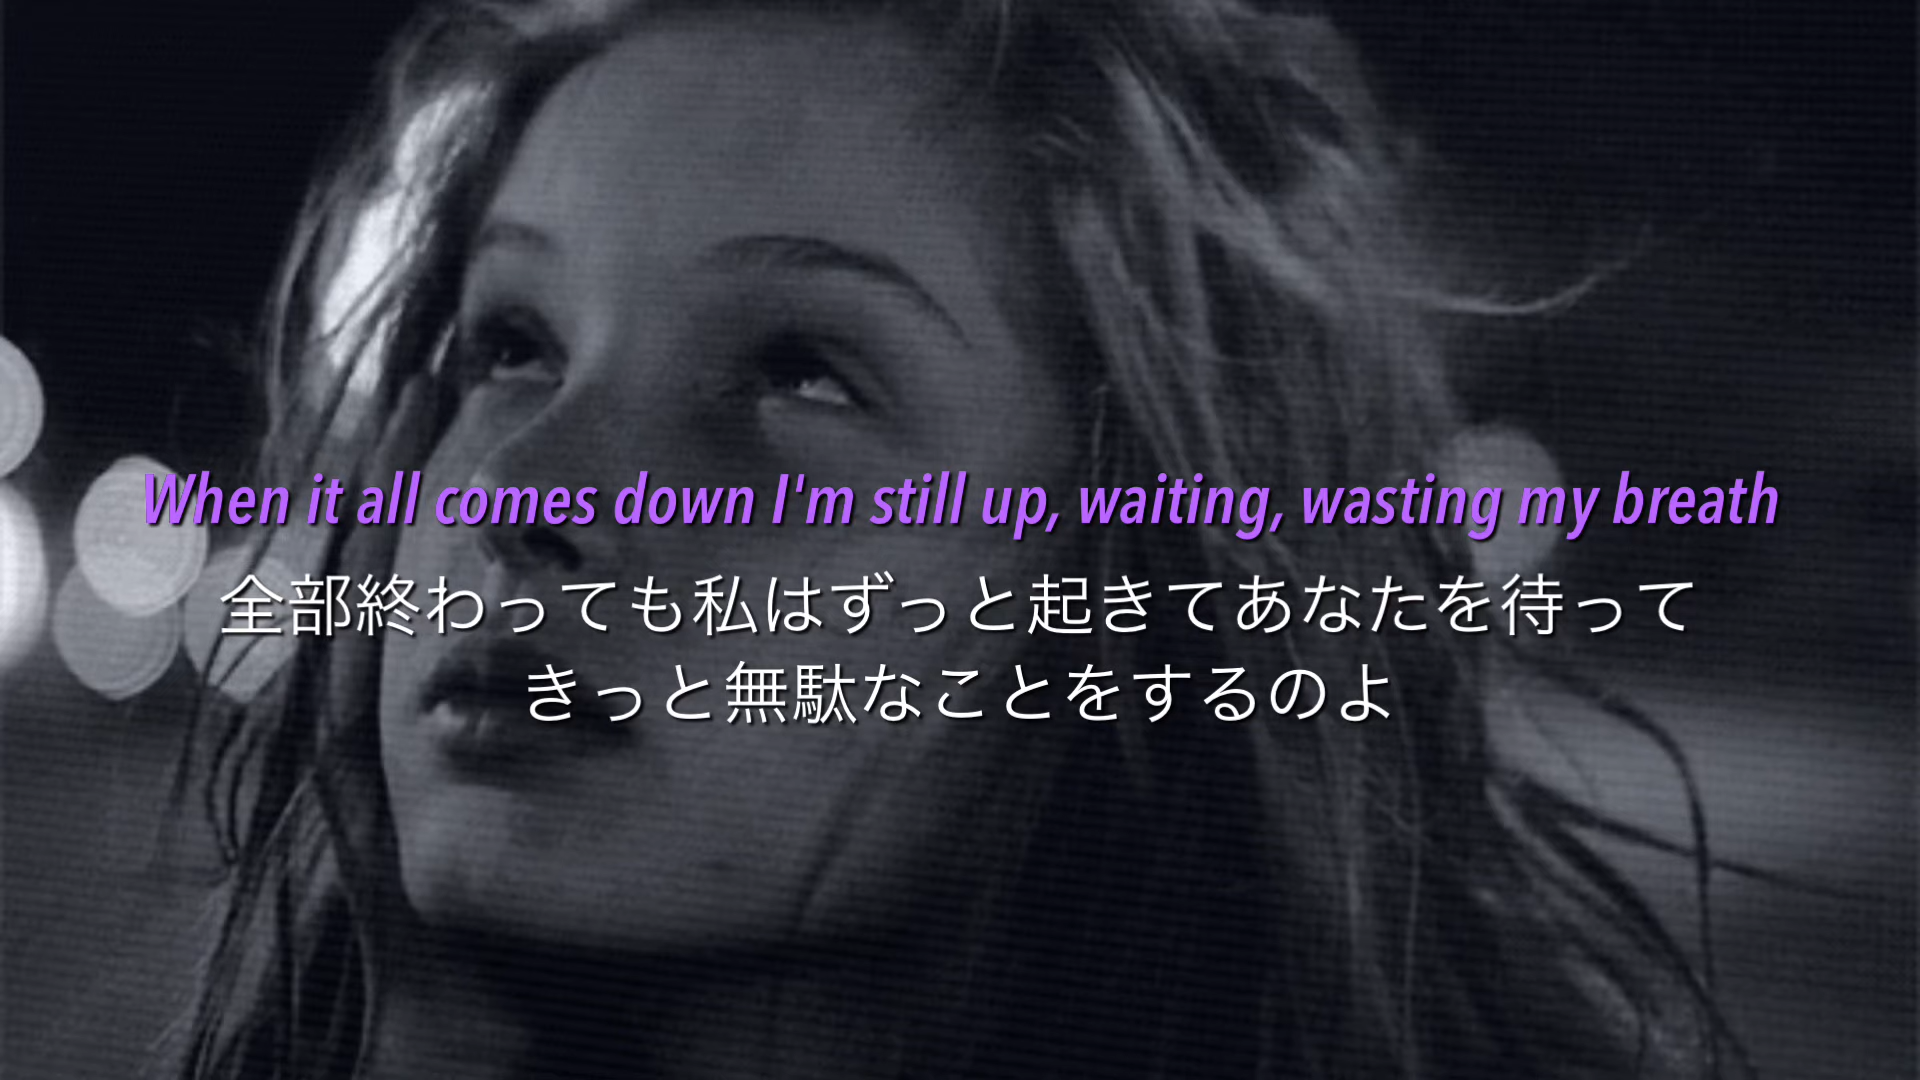 When it all comes down I'm still up, waiting, wasting my breath
全部終わっても私はずっと起きてあなたを待って
きっと無駄なことをするのよ